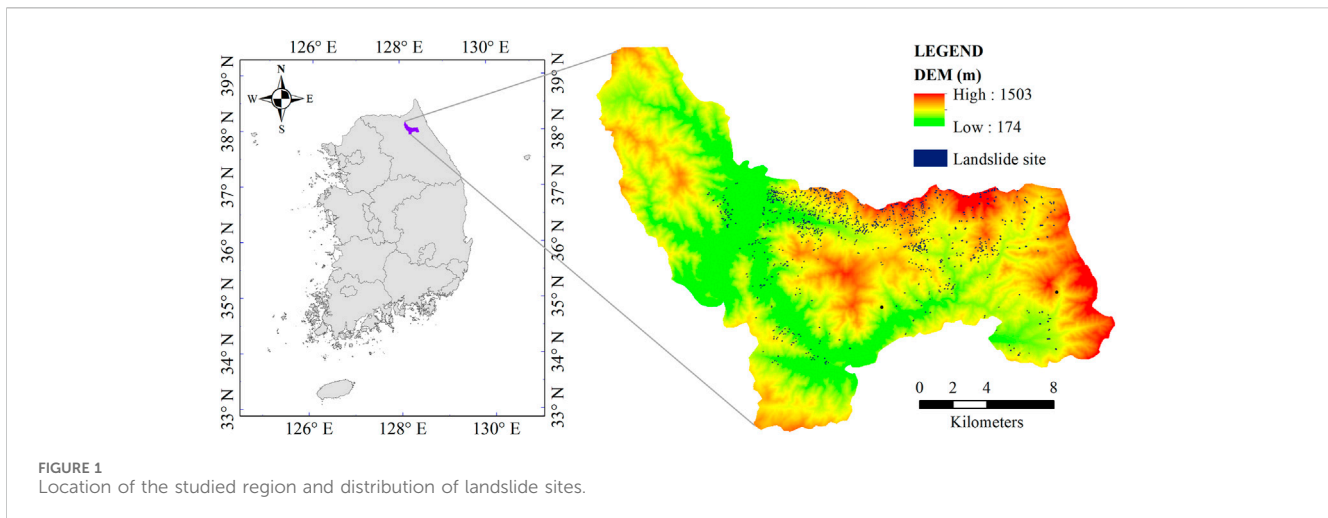 126° E 128° E 130° E
39° N
38° N
37° N
36° N
35° N
34° N
33° N
N
W E
S
39° N
38° N
37° N
36° N
35° N
34° N
33° N
126° E 128° E 130° E
LEGEND
DEM (m)
High : 1503
Low : 174
Landslide site
0 2 4 8
Kilometers
FIGURE 1
Location of the studied region and distribution of landslide sites.